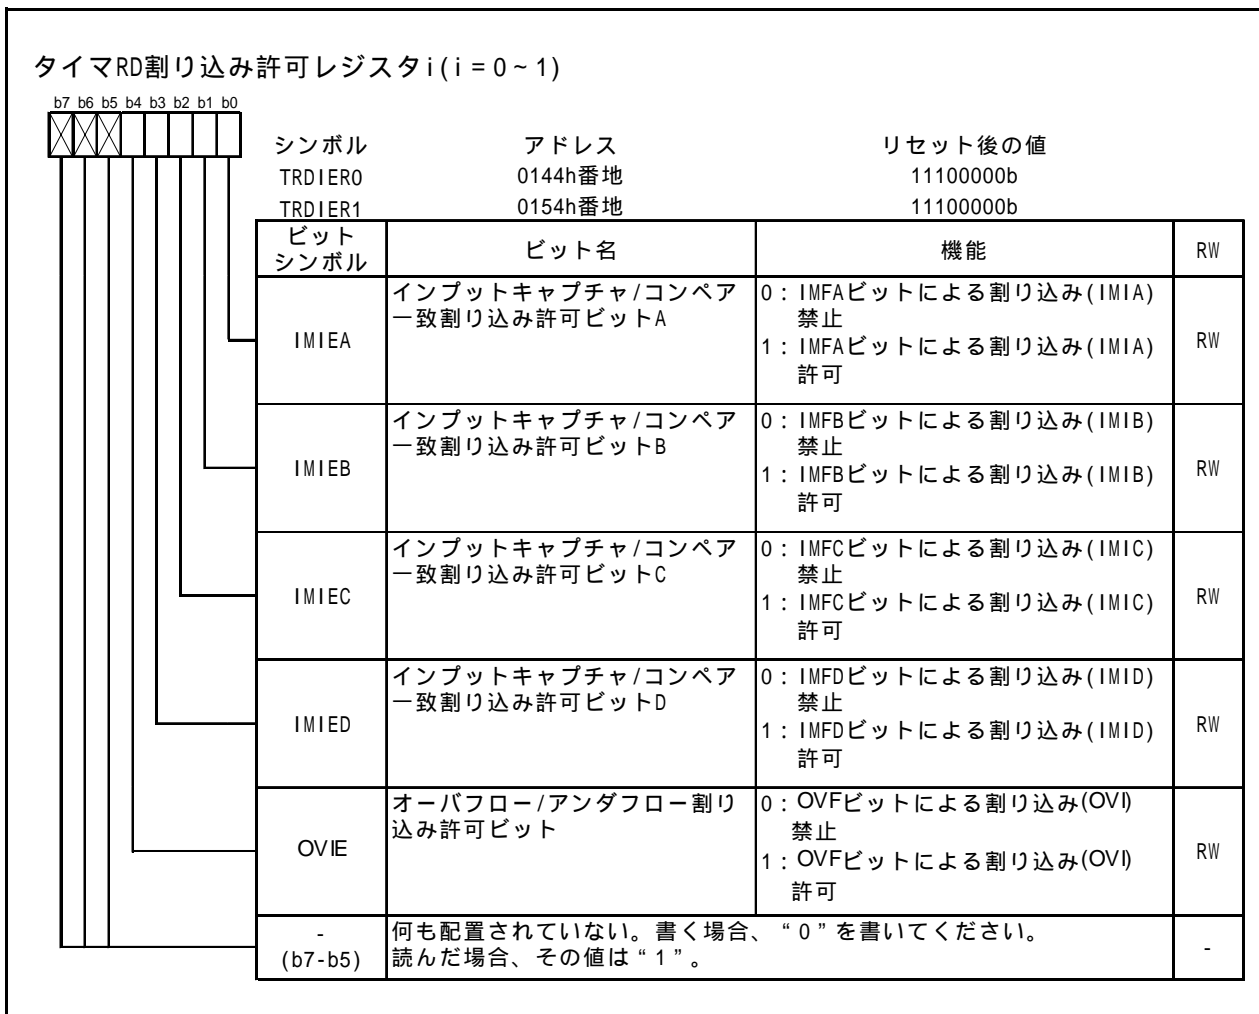 タイマRD割り込み許可レジスタi(i=0~1)
b7 b6 b5 b4 b3 b2 b1 b0
シンボル アドレス リセット後の値
TRDIER0 0144h番地 11100000b
TRDIER1 0154h番地 11100000b
ビット
シンボル ビット名 機能 RW
IMIEA
インプットキャプチャ/コンペア
一致割り込み許可ビットA
0：IMFAビットによる割り込み(IMIA)
禁止
1：IMFAビットによる割り込み(IMIA)
許可
RW
IMIEB
インプットキャプチャ/コンペア
一致割り込み許可ビットB
0：IMFBビットによる割り込み(IMIB)
禁止
1：IMFBビットによる割り込み(IMIB)
許可
RW
IMIEC
インプットキャプチャ/コンペア
一致割り込み許可ビットC
0：IMFCビットによる割り込み(IMIC)
禁止
1：IMFCビットによる割り込み(IMIC)
許可
RW
IMIED
インプットキャプチャ/コンペア
一致割り込み許可ビットD
0：IMFDビットによる割り込み(IMID)
禁止
1：IMFDビットによる割り込み(IMID)
許可
RW
OVIE
オーバフロー/アンダフロー割り
込み許可ビット
0：OVFビットによる割り込み(OVI)
禁止
1：OVFビットによる割り込み(OVI)
許可
RW
-
(b7-b5)
何も配置されていない。書く場合、“0”を書いてください。
読んだ場合、その値は“1”。
-